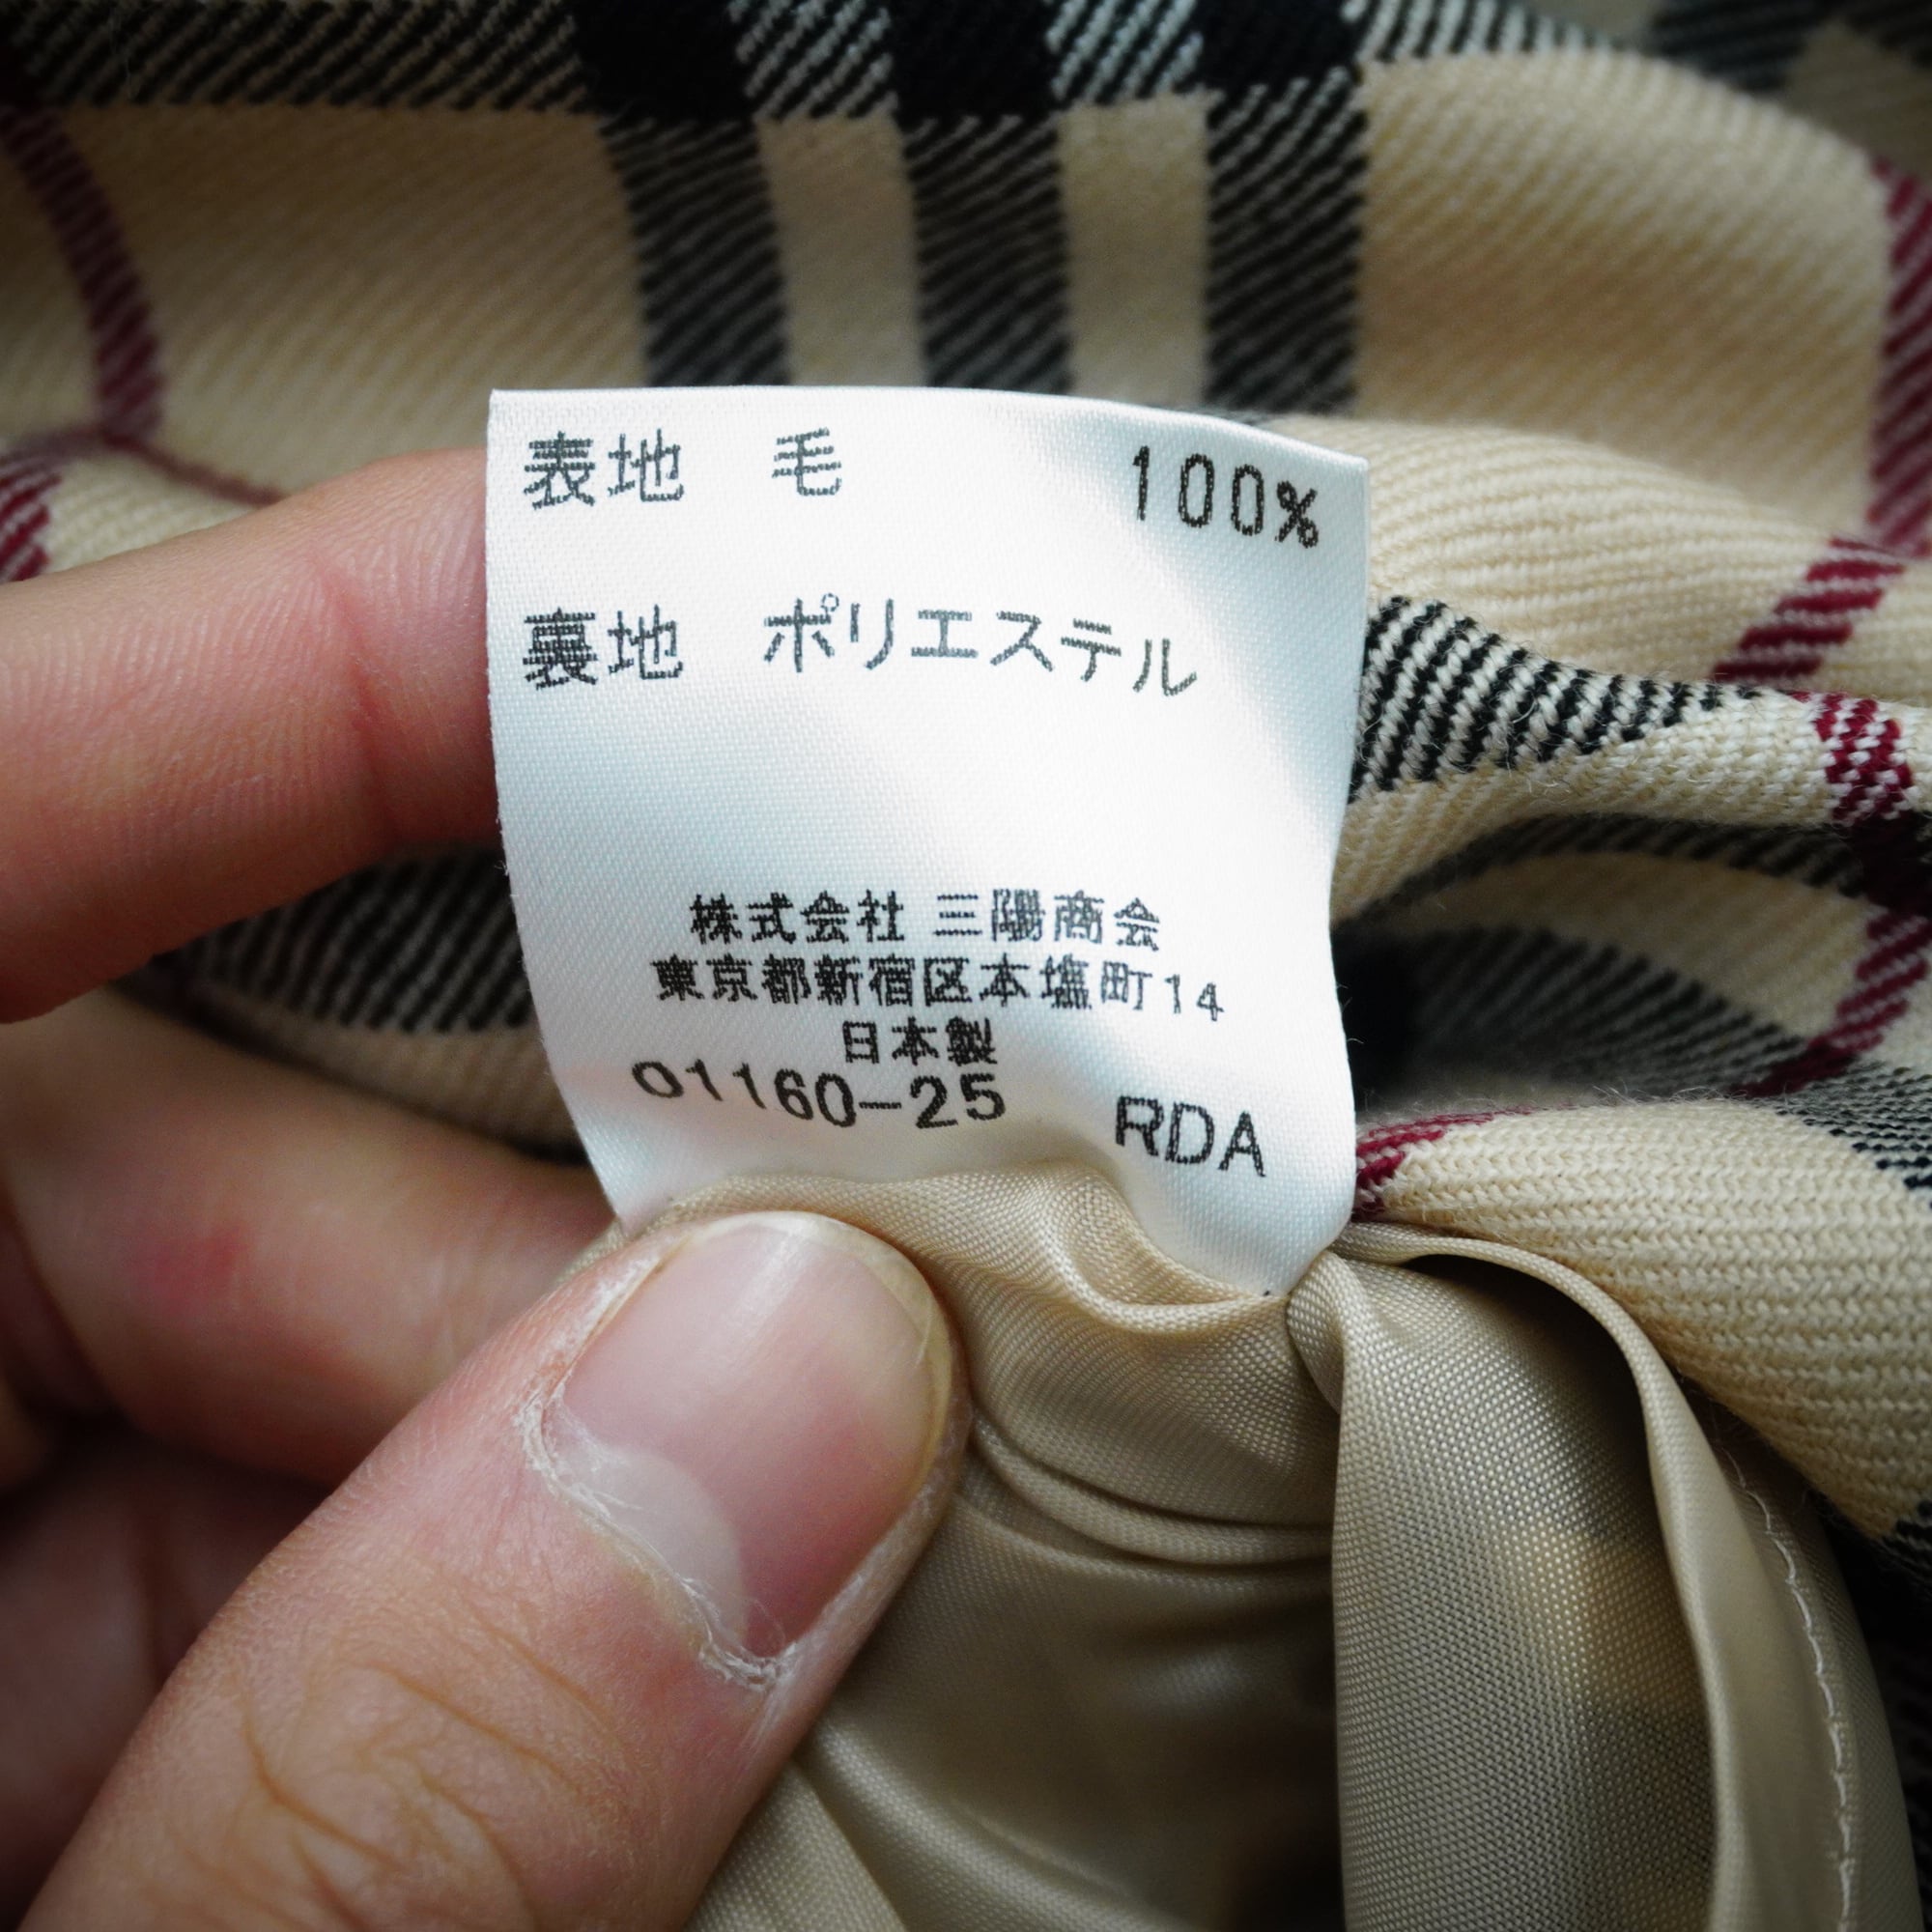 表地 毛 100%
裏地 ポリエステル
株式会社 三陽商会
東京都新宿区本塩町14
日本製
01160-25 RDA